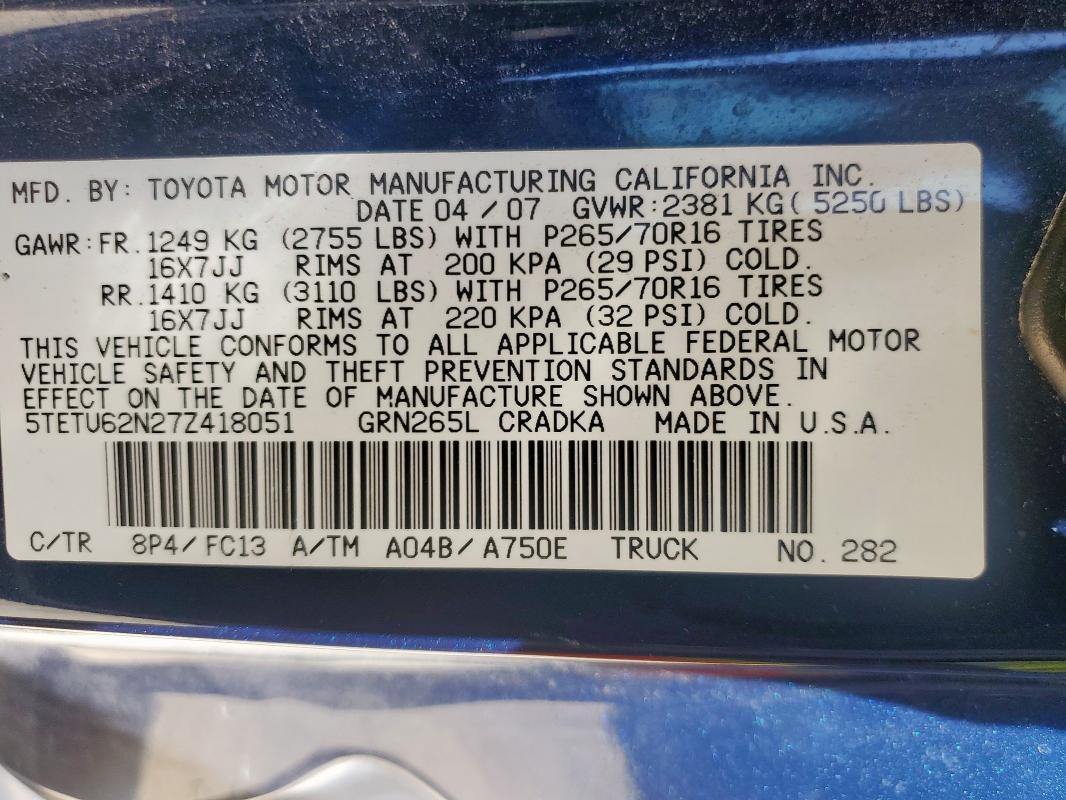 MFD. BY: TOYOTA MOTOR MANUFACTURING CALIFORNIA INC.
DATE 04 / 07 GVWR:2381 KG( 5250 LBS)
GAWR:FR.1249 KG (2755 LBS) WITH P265/70R16 TIRES
16X7JJ RIMS AT 200 KPA (29 PSI) COLD.
RR.1410 KG (3110 LBS) WITH P265/70R16 TIRES
16X7JJ RIMS AT 220 KPA (32 PSI) COLD.
THIS VEHICLE CONFORMS TO ALL APPLICABLE FEDERAL MOTOR
VEHICLE SAFETY AND THEFT PREVENTION STANDARDS IN
EFFECT ON THE DATE OF MANUFACTURE SHOWN ABOVE.
5TETU62N27Z418051 GRN265L CRADKA MADE IN U.S.A.
C/TR 8P4/FC13 A/TM A04B/A750E TRUCK NO. 282